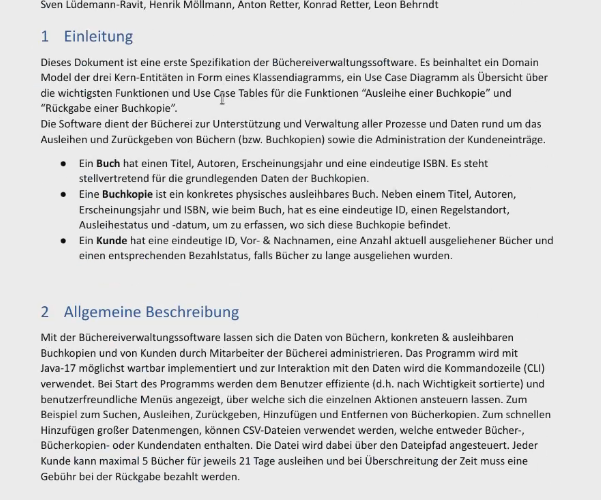 Sven Lüdemann-Ravit, Henrik Möllmann, Anton Retter, Konrad Retter, Leon Behrndt
1 Einleitung
Dieses Dokument ist eine erste Spezifikation der Büchereiverwaltungssoftware. Es beinhaltet ein Domain
Model der drei Kern-Entitäten in Form eines Klassendiagramms, ein Use Case Diagramm als Übersicht über
die wichtigsten Funktionen und Use Case Tables für die Funktionen “Ausleihe einer Buchkopie” und
”Rückgabe einer Buchkopie”.
Die Software dient der Bücherei zur Unterstützung und Verwaltung aller Prozesse und Daten rund um das
Ausleihen und Zurückgeben von Büchern (bzw. Buchkopien) sowie die Administration der Kundeneinträge.
● Ein Buch hat einen Titel, Autoren, Erscheinungsjahr und eine eindeutige ISBN. Es steht
stellvertretend für die grundlegenden Daten der Buchkopien.
● Eine Buchkopie ist ein konkretes physisches ausleihbares Buch. Neben einem Titel, Autoren,
Erscheinungsjahr und ISBN, wie beim Buch, hat es eine eindeutige ID, einen Regelstandort,
Ausleihestatus und -datum, um zu erfassen, wo sich diese Buchkopie befindet.
● Ein Kunde hat eine eindeutige ID, Vor- & Nachnamen, eine Anzahl aktuell ausgeliehener Bücher und
einen entsprechenden Bezahlstatus, falls Bücher zu lange ausgeliehen wurden.
2 Allgemeine Beschreibung
Mit der Büchereiverwaltungssoftware lassen sich die Daten von Büchern, konkreten & ausleihbaren
Buchkopien und von Kunden durch Mitarbeiter der Bücherei administrieren. Das Programm wird mit
Java-17 möglichst wartbar implementiert und zur Interaktion mit den Daten wird die Kommandozeile (CLI)
verwendet. Bei Start des Programms werden dem Benutzer effiziente (d.h. nach Wichtigkeit sortierte) und
benutzerfreundliche Menüs angezeigt, über welche sich die einzelnen Aktionen ansteuern lassen. Zum
Beispiel zum Suchen, Ausleihen, Zurückgeben, Hinzufügen und Entfernen von Bücherkopien. Zum schnellen
Hinzufügen großer Datenmengen, können CSV-Dateien verwendet werden, welche entweder Bücher-,
Bücherkopien- oder Kundendaten enthalten. Die Datei wird dabei über den Dateipfad angesteuert. Jeder
Kunde kann maximal 5 Bücher für jeweils 21 Tage ausleihen und bei Überschreitung der Zeit muss eine
Gebühr bei der Rückgabe bezahlt werden.